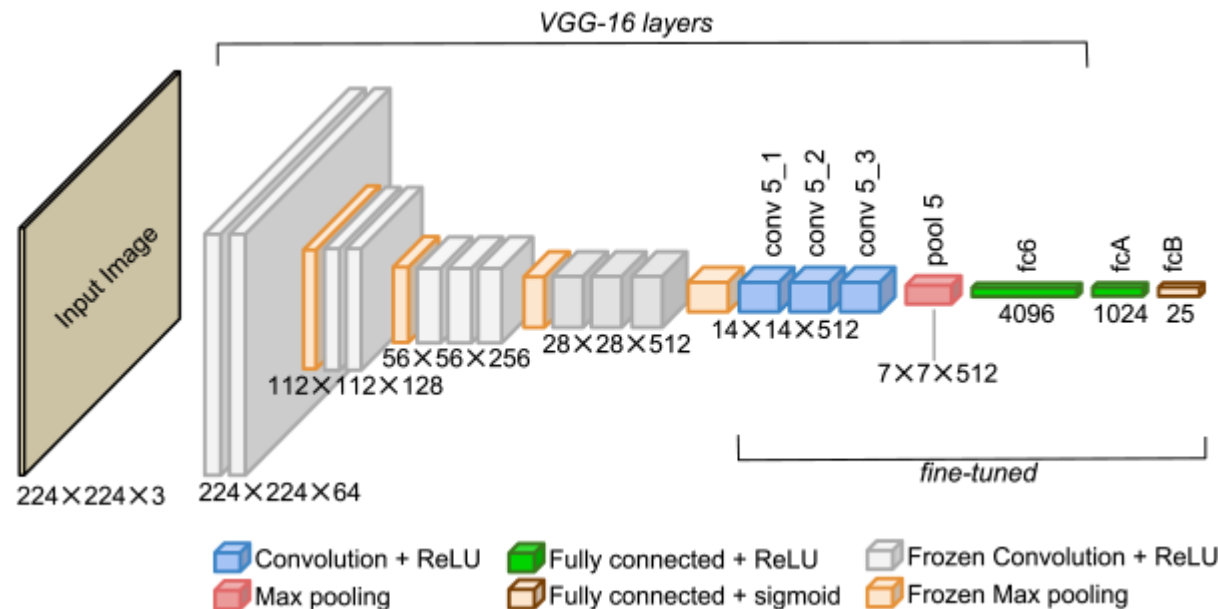 VGG-16 layers
Input Image
conv 5_1
conv 5_2
conv 5_3
pool 5
fc6
fcA
fcB
4096
1024
25
14×14×512
28×28×512
56×56×256
7×7×512
112×112×128
fine-tuned
224×224×3
224×224×64
Convolution + ReLU
Fully connected + ReLU
Frozen Convolution + ReLU
Max pooling
Fully connected + sigmoid
Frozen Max pooling